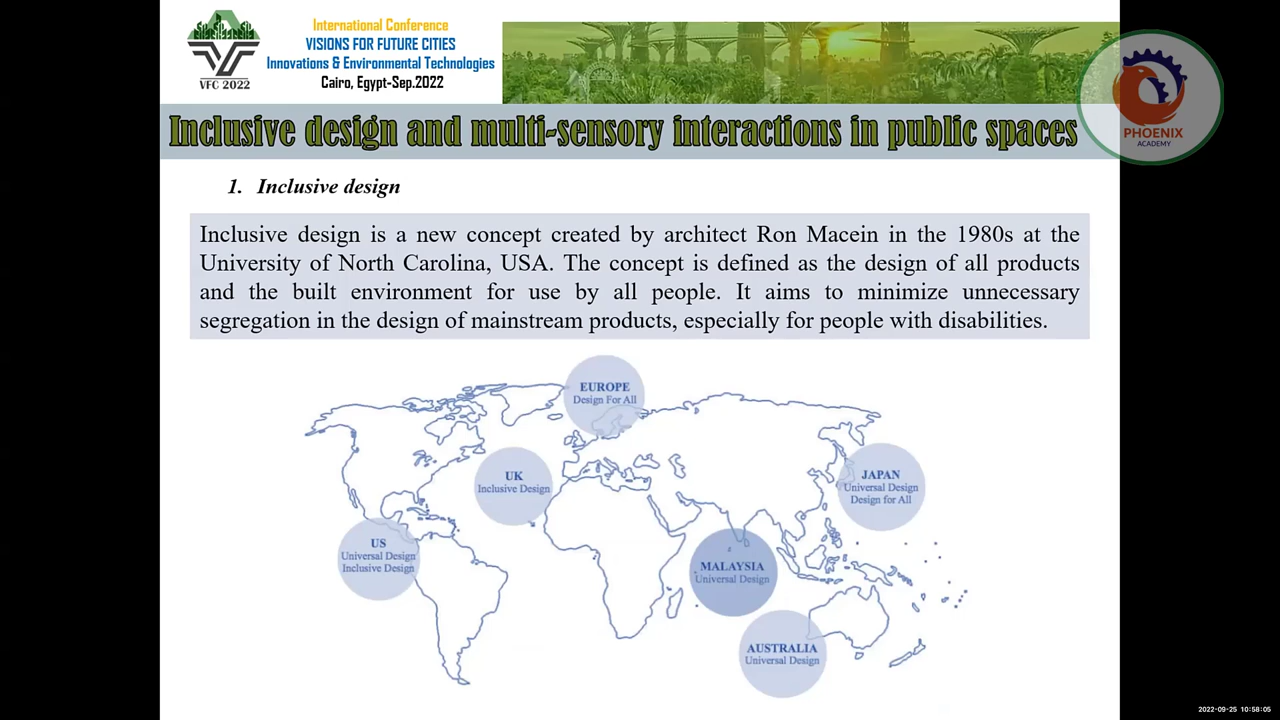 VFC 2022
International Conference
VISIONS FOR FUTURE CITIES
Innovations & Environmental Technologies
Cairo, Egypt-Sep.2022
PHOENIX
ACADEMY
Inclusive design and multi-sensory interactions in public spaces
1. Inclusive design
Inclusive design is a new concept created by architect Ron Macein in the 1980s at the
University of North Carolina, USA. The concept is defined as the design of all products
and the built environment for use by all people. It aims to minimize unnecessary
segregation in the design of mainstream products, especially for people with disabilities.
EUROPE
Design For All
UK
Inclusive Design
JAPAN
Universal Design
Design for All
US
Universal Design
Inclusive Design
MALAYSIA
Universal Design
AUSTRALIA
Universal Design
2022-09-25 10:58:05